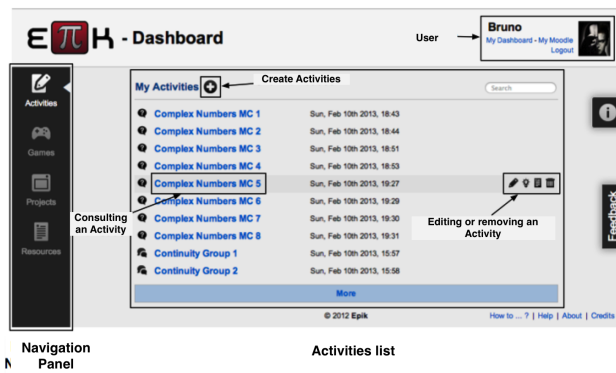 EπK - Dashboard
User
Bruno
My Dashboard - My Moodle
Logout
Activities
Games
Projects
Resources
My Activities
Create Activities
Search
Complex Numbers MC 1 Sun, Feb 10th 2013, 18:43
Complex Numbers MC 2 Sun, Feb 10th 2013, 18:44
Complex Numbers MC 3 Sun, Feb 10th 2013, 18:51
Complex Numbers MC 4 Sun, Feb 10th 2013, 18:53
Complex Numbers MC 5 Sun, Feb 10th 2013, 19:27
Complex Numbers MC 6 Sun, Feb 10th 2013, 19:29
Complex Numbers MC 7 Sun, Feb 10th 2013, 19:30
Complex Numbers MC 8 Sun, Feb 10th 2013, 19:31
Continuity Group 1 Sun, Feb 10th 2013, 15:57
Continuity Group 2 Sun, Feb 10th 2013, 15:58
Consulting
an Activity
Editing or removing an
Activity
More
Feedback
© 2012 Epik
How to ... ? | Help | About | Credits
Navigation
Panel
Activities list